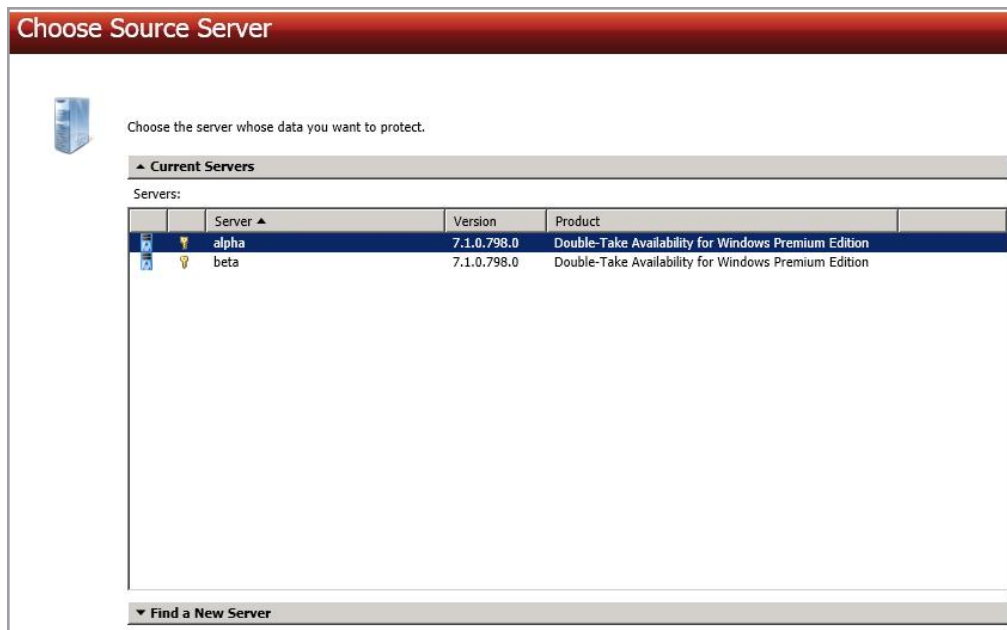 Choose Source Server
Choose the server whose data you want to protect.
▲ Current Servers
Servers:
Server ▲ Version Product
alpha 7.1.0.798.0 Double-Take Availability for Windows Premium Edition
beta 7.1.0.798.0 Double-Take Availability for Windows Premium Edition
▼ Find a New Server